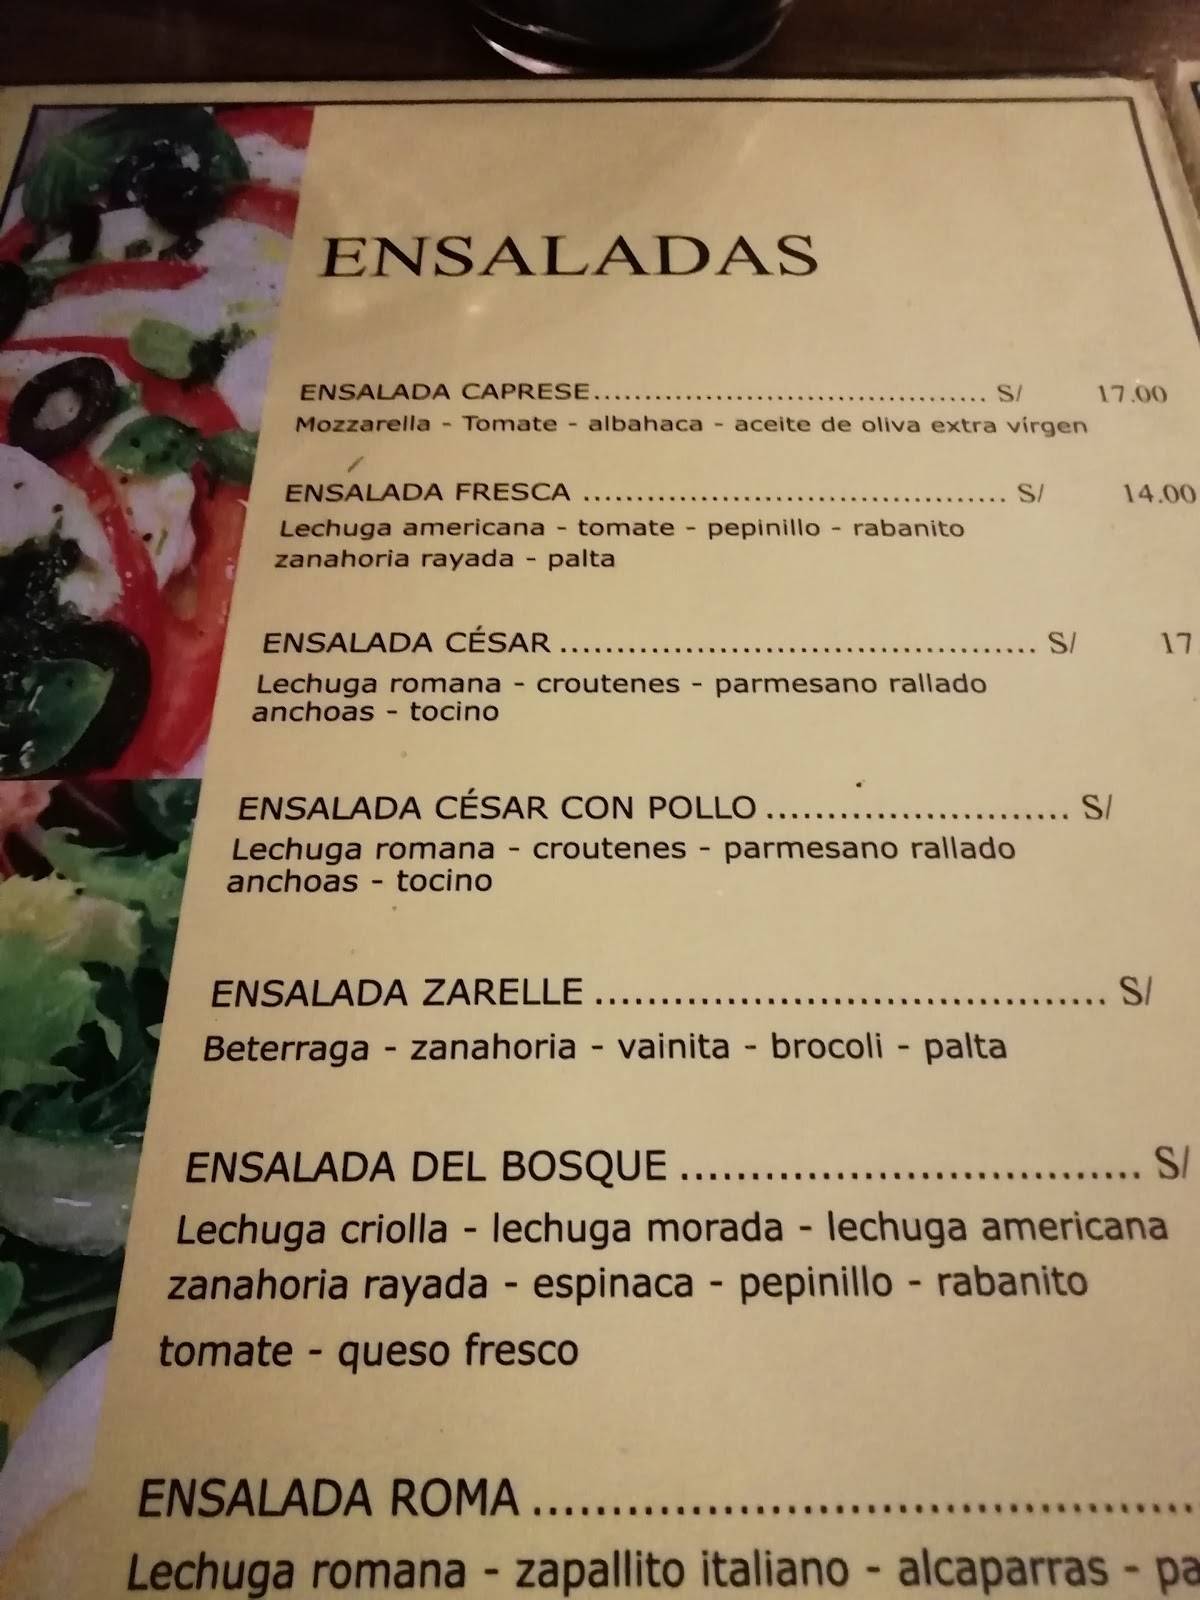 ENSALADAS
ENSALADA CAPRESE..................................... S/ 17.00
Mozzarella - Tomate - albahaca - aceite de oliva extra vírgen
ENSALADA FRESCA ....................................... S/ 14.00
Lechuga americana - tomate - pepinillo - rabanito
zanahoria rayada - palta
ENSALADA CÉSAR .......................................... S/ 17
Lechuga romana - croutenes - parmesano rallado
anchoas - tocino
ENSALADA CÉSAR CON POLLO ......................... S/
Lechuga romana - croutenes - parmesano rallado
anchoas - tocino
ENSALADA ZARELLE ....................................... S/
Beterraga - zanahoria - vainita - brocoli - palta
ENSALADA DEL BOSQUE ................................. S/
Lechuga criolla - lechuga morada - lechuga americana
zanahoria rayada - espinaca - pepinillo - rabanito
tomate - queso fresco
ENSALADA ROMA ..........................................
Lechuga romana - zapallito italiano - alcaparras -